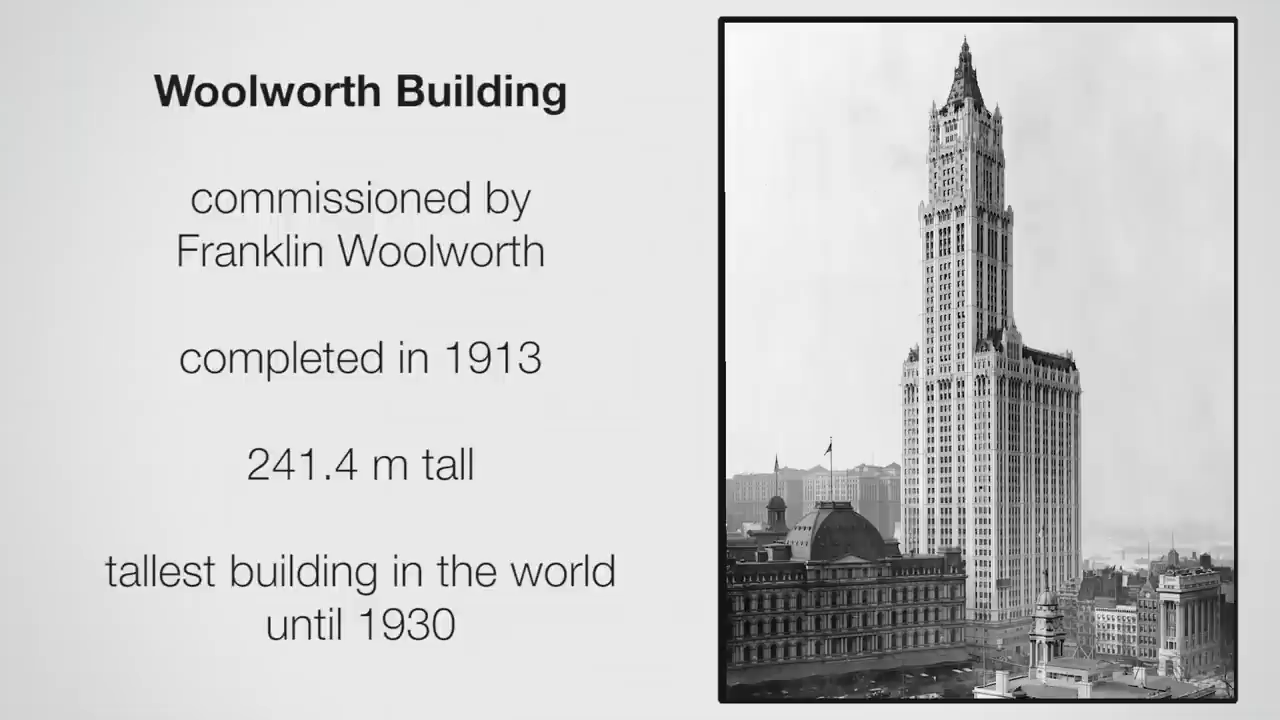 Woolworth Building
commissioned by
Franklin Woolworth
completed in 1913
241.4 m tall
tallest building in the world
until 1930